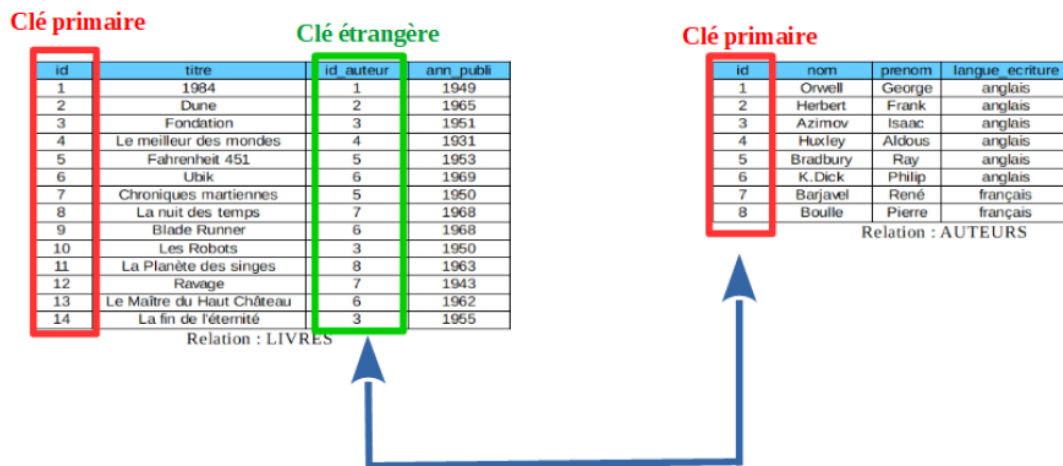 Clé primaire
Clé étrangère
Clé primaire
id titre id_auteur ann_publi
1 1984 1 1949
2 Dune 2 1965
3 Fondation 3 1951
4 Le meilleur des mondes 4 1931
5 Fahrenheit 451 5 1953
6 Ubik 6 1969
7 Chroniques martiennes 5 1950
8 La nuit des temps 7 1968
9 Blade Runner 6 1968
10 Les Robots 3 1950
11 La Planète des singes 8 1963
12 Ravage 7 1943
13 Le Maître du Haut Château 6 1962
14 La fin de l'éternité 3 1955
Relation : LIVRES
id nom prenom langue_ecriture
1 Orwell George anglais
2 Herbert Frank anglais
3 Azimov Isaac anglais
4 Huxley Aldous anglais
5 Bradbury Ray anglais
6 K.Dick Philip anglais
7 Barjavel René français
8 Boulle Pierre français
Relation : AUTEURS